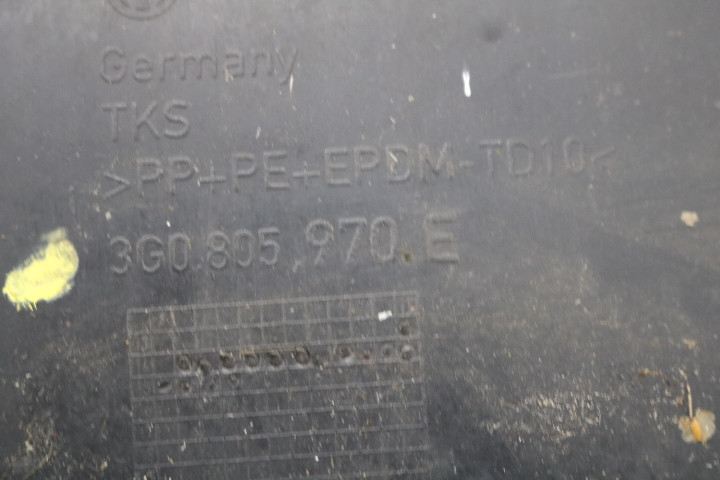 Germany
TKS
>PP+PE+EPDM-TD10<
3G0.805.970.E